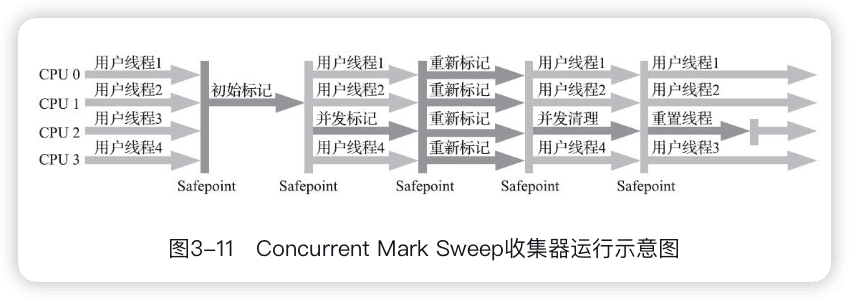 用户线程1 用户线程1 重新标记 用户线程1 用户线程1
CPU 0
初始标记
用户线程2 用户线程2 重新标记 用户线程2 用户线程2
CPU 1
用户线程3 并发标记 重新标记 并发清理 重置线程
CPU 2
用户线程4 用户线程4 重新标记 用户线程4 用户线程3
CPU 3
Safepoint Safepoint Safepoint Safepoint Safepoint
图3-11 Concurrent Mark Sweep收集器运行示意图